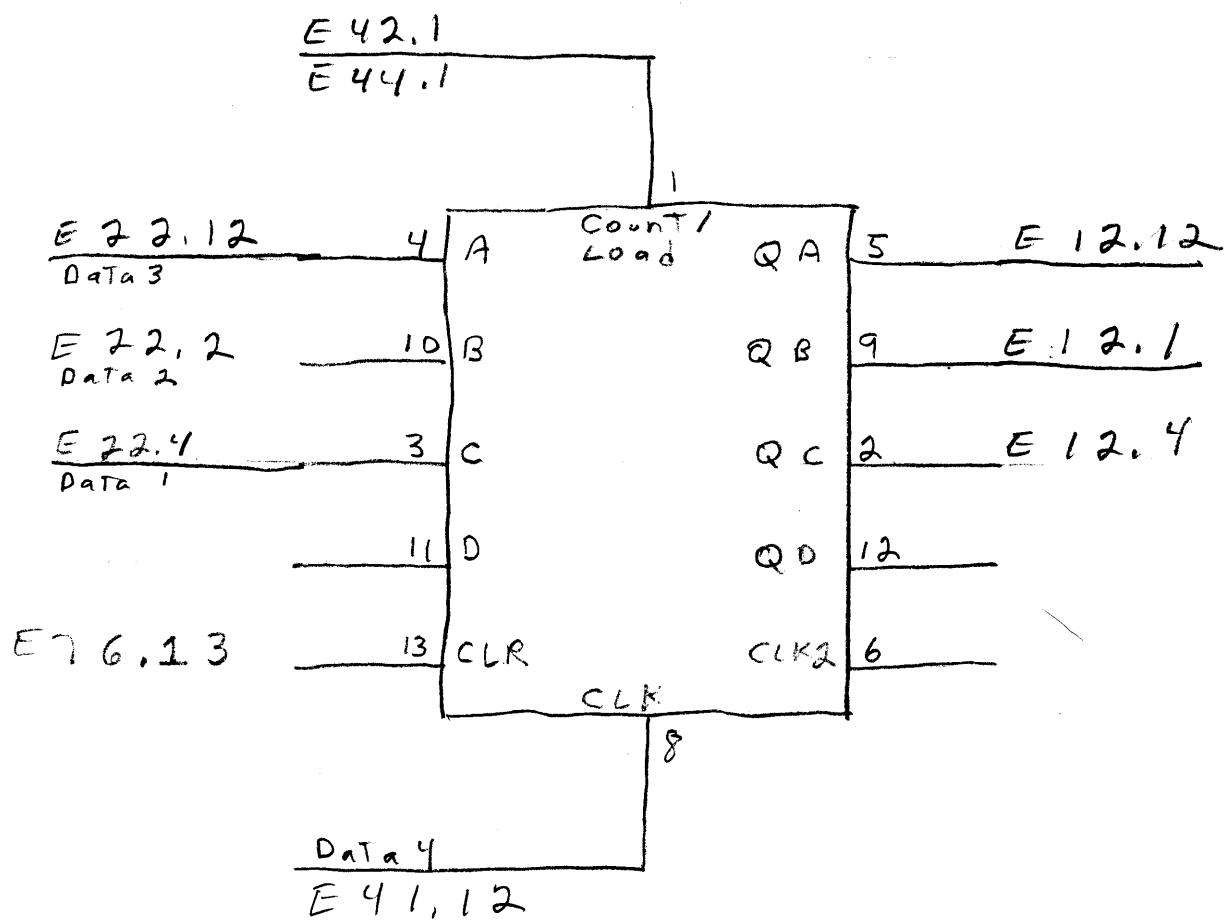 E 42.1
E 44.1
1
Count/
Load
E 22.12
Data 3
4 A
QA 5
E 12.12
E 22.2
Data 2
10 B
QB 9
E 12.1
E 22.4
Data 1
3 C
QC 2
E 12.4
11 D
QD 12
E76.13
13 CLR
CLK2 6
CLK
8
Data 4
E 41.12